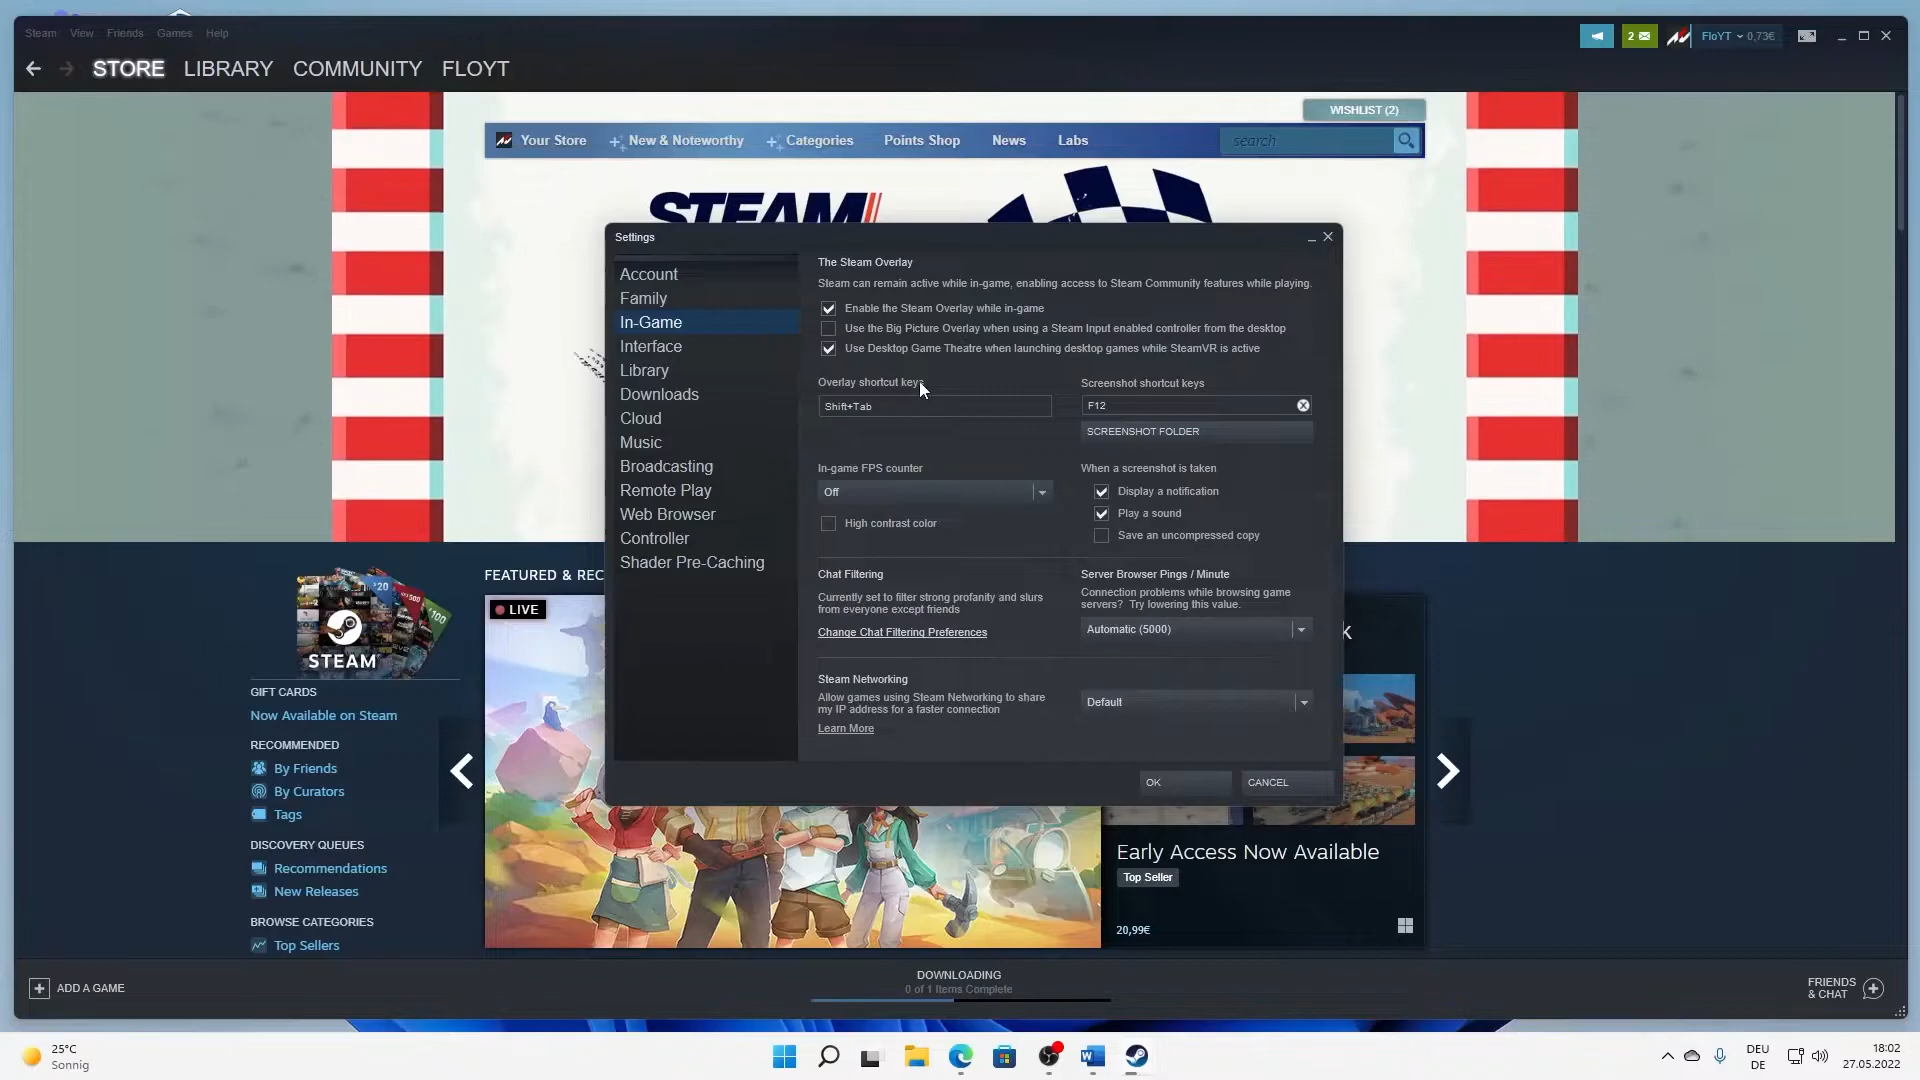 Steam View Friends Games Help
2
FloYT 0,73€
STORE LIBRARY COMMUNITY FLOYT
WISHLIST (2)
Your Store New & Noteworthy Categories Points Shop News Labs
search
STEAM
Settings
Account
Family
In-Game
Interface
Library
Downloads
Cloud
Music
Broadcasting
Remote Play
Web Browser
Controller
Shader Pre-Caching
The Steam Overlay
Steam can remain active while in-game, enabling access to Steam Community features while playing.
Enable the Steam Overlay while in-game
Use the Big Picture Overlay when using a Steam Input enabled controller from the desktop
Use Desktop Game Theatre when launching desktop games while SteamVR is active
Overlay shortcut keys
Shift+Tab
Screenshot shortcut keys
F12
SCREENSHOT FOLDER
In-game FPS counter
Off
High contrast color
When a screenshot is taken
Display a notification
Play a sound
Save an uncompressed copy
Chat Filtering
Currently set to filter strong profanity and slurs
from everyone except friends
Change Chat Filtering Preferences
Server Browser Pings / Minute
Connection problems while browsing game
servers? Try lowering this value.
Automatic (5000)
Steam Networking
Allow games using Steam Networking to share
my IP address for a faster connection
Learn More
Default
OK
CANCEL
FEATURED & REC
LIVE
k
$20
$500
$100
STEAM
GIFT CARDS
Now Available on Steam
RECOMMENDED
By Friends
By Curators
Tags
DISCOVERY QUEUES
Recommendations
New Releases
BROWSE CATEGORIES
Top Sellers
Early Access Now Available
Top Seller
20,99€
ADD A GAME
DOWNLOADING
0 of 1 Items Complete
FRIENDS
& CHAT
25°C
Sonnig
W
DEU
DE
18:02
27.05.2022